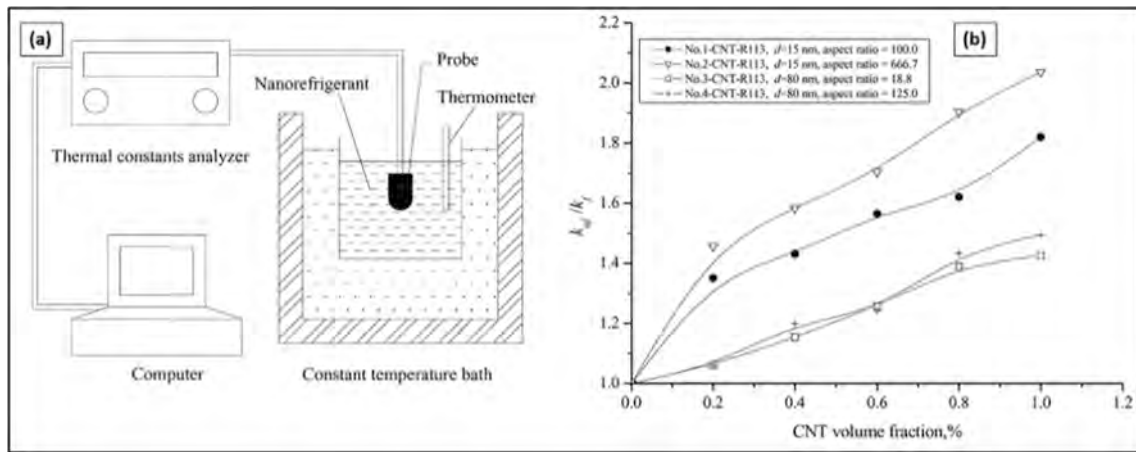 (a)
Probe
Nanorefrigerant
Thermometer
Thermal constants analyzer
Computer
Constant temperature bath
(b)
No.1-CNT-R113, d=15 nm, aspect ratio = 100.0
No.2-CNT-R113, d=15 nm, aspect ratio = 666.7
No.3-CNT-R113, d=80 nm, aspect ratio = 18.8
No.4-CNT-R113, d=80 nm, aspect ratio = 125.0
2.2
2.0
1.8
1.6
1.4
1.2
1.0
0.0 0.2 0.4 0.6 0.8 1.0 1.2
CNT volume fraction,%